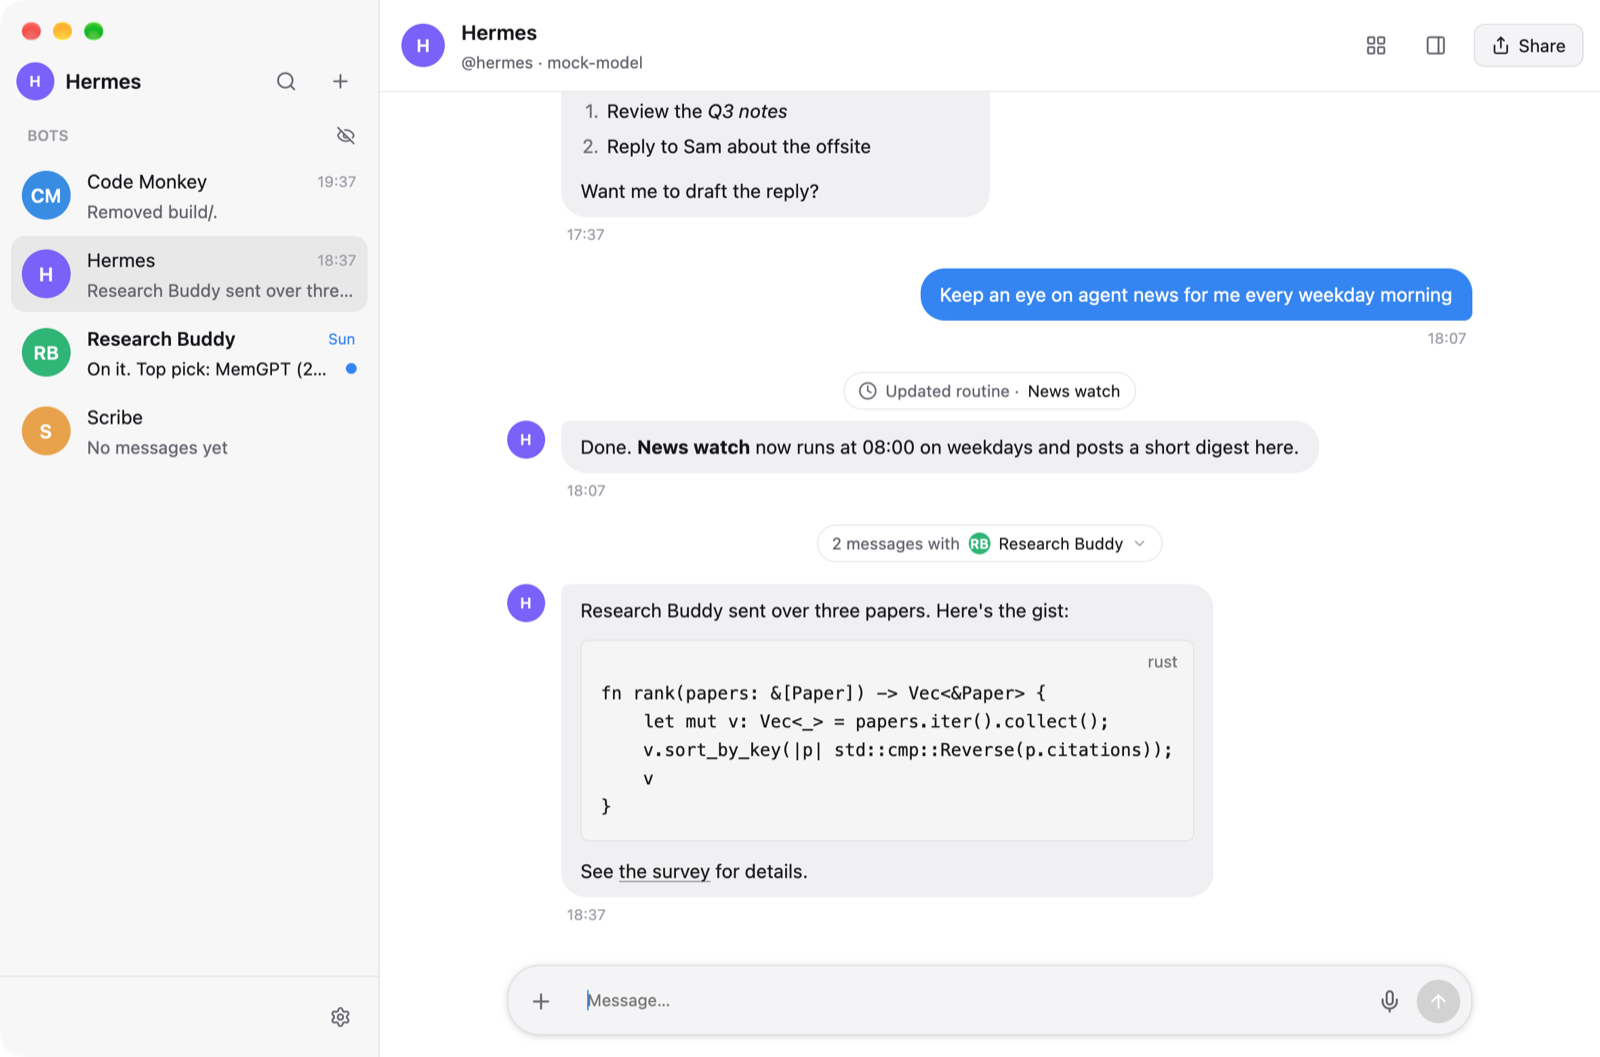 H Hermes
BOTS
CM Code Monkey 19:37
Removed build/.
H Hermes 18:37
Research Buddy sent over thre...
RB Research Buddy Sun
On it. Top pick: MemGPT (2...
S Scribe
No messages yet
H Hermes
@hermes · mock-model
Share
1. Review the Q3 notes
2. Reply to Sam about the offsite
Want me to draft the reply?
17:37
Keep an eye on agent news for me every weekday morning
18:07
Updated routine · News watch
H
Done. News watch now runs at 08:00 on weekdays and posts a short digest here.
18:07
2 messages with RB Research Buddy
H
Research Buddy sent over three papers. Here's the gist:
rust
fn rank(papers: &[Paper]) -> Vec<&Paper> {
    let mut v: Vec<_> = papers.iter().collect();
    v.sort_by_key(|p| std::cmp::Reverse(p.citations));
    v
}
See the survey for details.
18:37
Message...